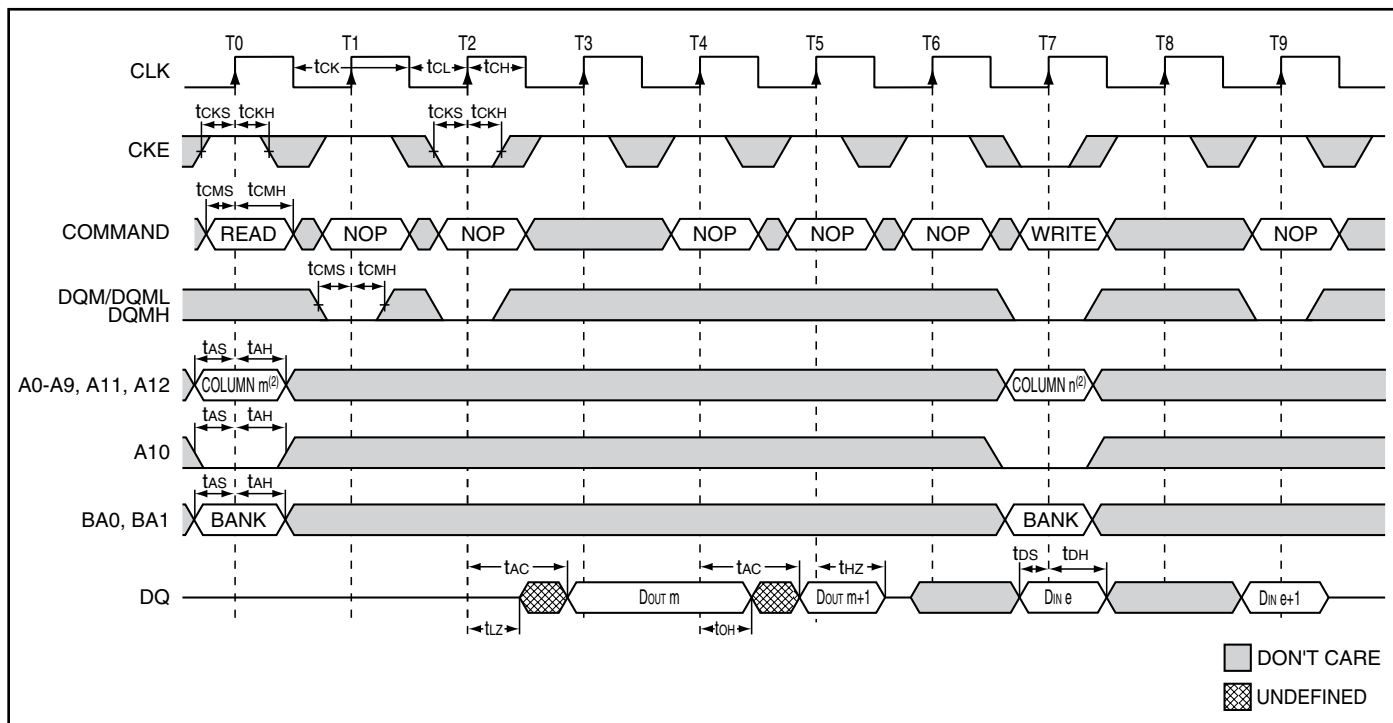 T0 T1 T2 T3 T4 T5 T6 T7 T8 T9
CLK tCK tCL tCH
tCKS tCKH tCKS tCKH
CKE
tCMS tCMH
COMMAND READ NOP NOP NOP NOP NOP WRITE NOP
tCMS tCMH
DQM/DQML
DQMH
tAS tAH
A0-A9, A11, A12 COLUMN m(2) COLUMN n(2)
tAS tAH
A10
tAS tAH
BA0, BA1 BANK BANK
tAC tAC tHZ tDS tDH
DQ DOUT m DOUT m+1 DIN e DIN e+1
tLZ tOH
DON'T CARE
UNDEFINED